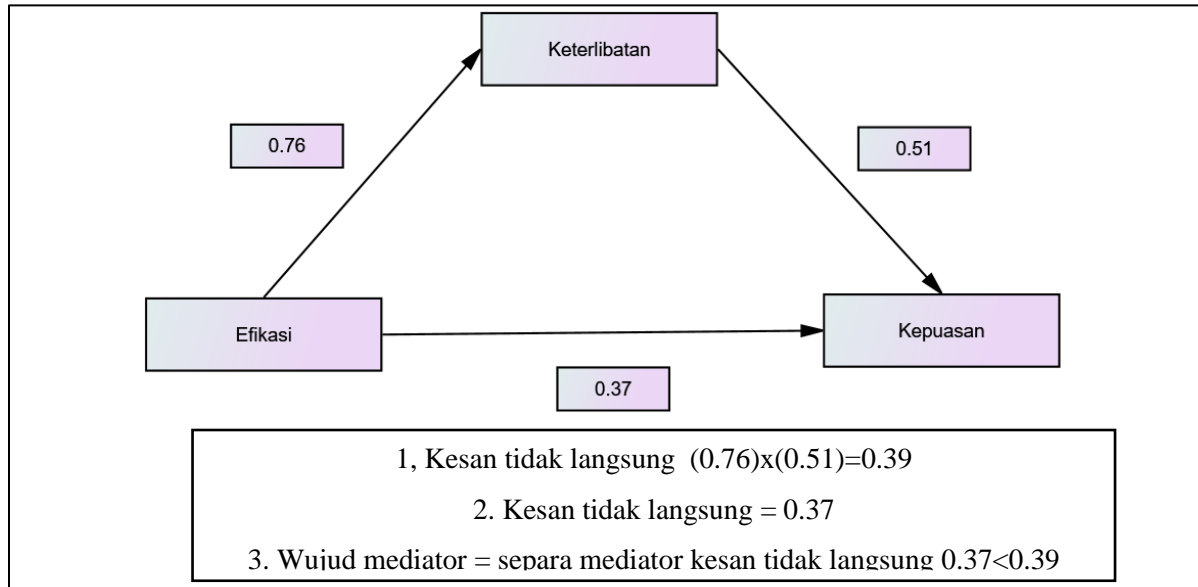 Keterlibatan
0.76
0.51
Efikasi
Kepuasan
0.37
1, Kesan tidak langsung (0.76)x(0.51)=0.39
2. Kesan tidak langsung = 0.37
3. Wujud mediator = separa mediator kesan tidak langsung 0.37<0.39